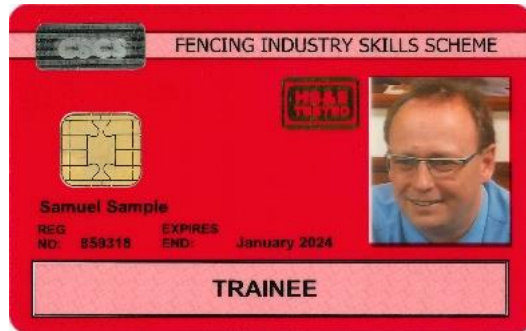 CSCS
FENCING INDUSTRY SKILLS SCHEME
HS&E
TESTED
Samuel Sample
REG
NO: 859318
EXPIRES
END: January 2024
TRAINEE